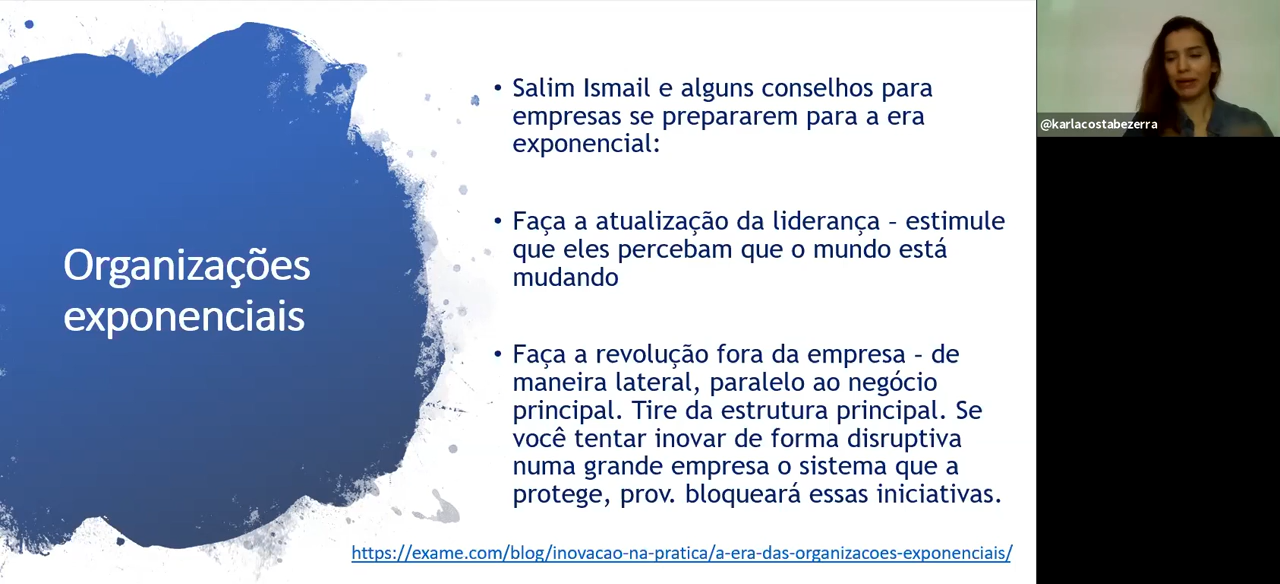 Organizações
exponenciais
• Salim Ismail e alguns conselhos para
empresas se prepararem para a era
exponencial:
• Faça a atualização da liderança – estimule
que eles percebam que o mundo está
mudando
• Faça a revolução fora da empresa – de
maneira lateral, paralelo ao negócio
principal. Tire da estrutura principal. Se
você tentar inovar de forma disruptiva
numa grande empresa o sistema que a
protege, prov. bloqueará essas iniciativas.
https://exame.com/blog/inovacao-na-pratica/a-era-das-organizacoes-exponenciais/
@karlacostabezerra